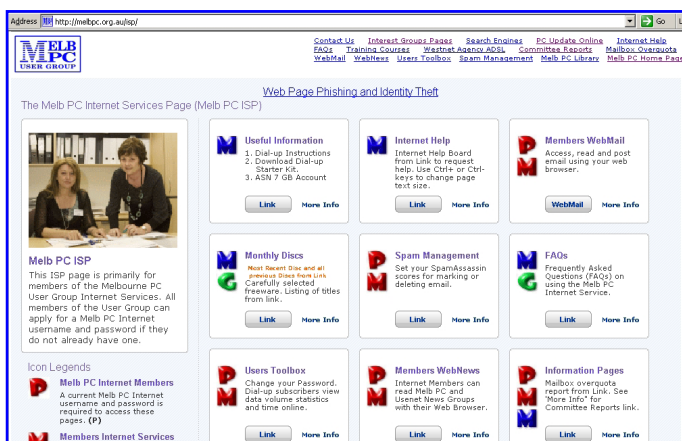 Address http://melbpc.org.au/isp/ Go
MELB
PC
USER GROUP
Contact Us Interest Groups Pages Search Engines PC Update Online Internet Help
FAQs Training Courses Westnet Agency ADSL Committee Reports Mailbox Overquota
WebMail WebNews Users Toolbox Spam Management Melb PC Library Melb PC Home Page
Web Page Phishing and Identity Theft
The Melb PC Internet Services Page (Melb PC ISP)
Melb PC ISP
This ISP page is primarily for
members of the Melbourne PC
User Group Internet Services. All
members of the User Group can
apply for a Melb PC Internet
username and password if they
do not already have one.
Icon Legends
P
Melb PC Internet Members
A current Melb PC Internet
username and password is
required to access these
pages. (P)
M
Members Internet Services
M
Useful Information
1. Dial-up Instructions
2. Download Dial-up
Starter Kit.
3. ASN 7 GB Account
Link More Info
M
Internet Help
Internet Help Board
from Link to request
help. Use Ctrl+ or Ctrl-
keys to change page
text size.
Link More Info
P
M
Members WebMail
Access, read and post
email using your web
browser.
WebMail More Info
M
G
Monthly Discs
Most Recent Disc and all
previous Discs from Link
Carefully selected
freeware. Listing of titles
from link.
Link More Info
P
M
Spam Management
Set your SpamAssassin
scores for marking or
deleting email.
Link More Info
M
G
FAQs
Frequently Asked
Questions (FAQs) on
using the Melb PC
Internet Service.
Link More Info
P
M
Users Toolbox
Change your Password.
Dial-up subscribers view
data volume statistics
and time online.
Link More Info
P
M
Members WebNews
Internet Members can
read Melb PC and
Usenet News Groups
with their Web Browser.
Link More Info
P
M
M
Information Pages
Mailbox overquota
report from Link. See
"More Info" for
Committee Reports link.
Link More Info